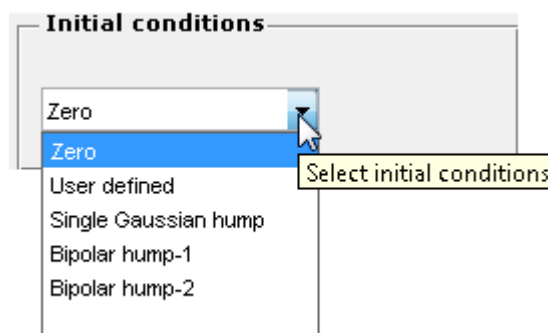 Initial conditions
Zero
Zero
Select initial conditions
User defined
Single Gaussian hump
Bipolar hump-1
Bipolar hump-2